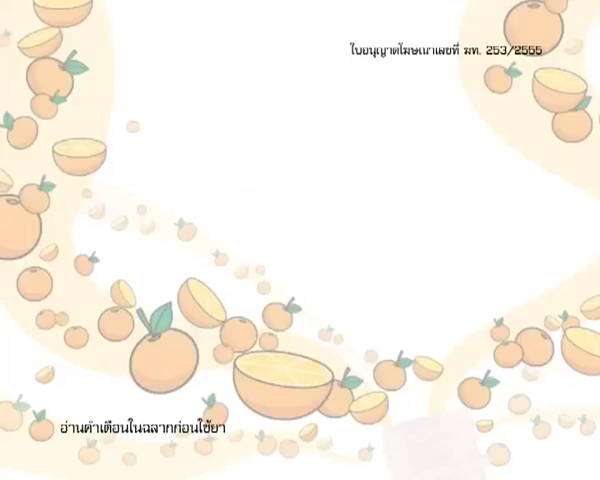 ใบอนุญาตโฆษณาเลขที่ ฆท. 253/2555
อ่านคำเตือนในฉลากก่อนใช้ยา